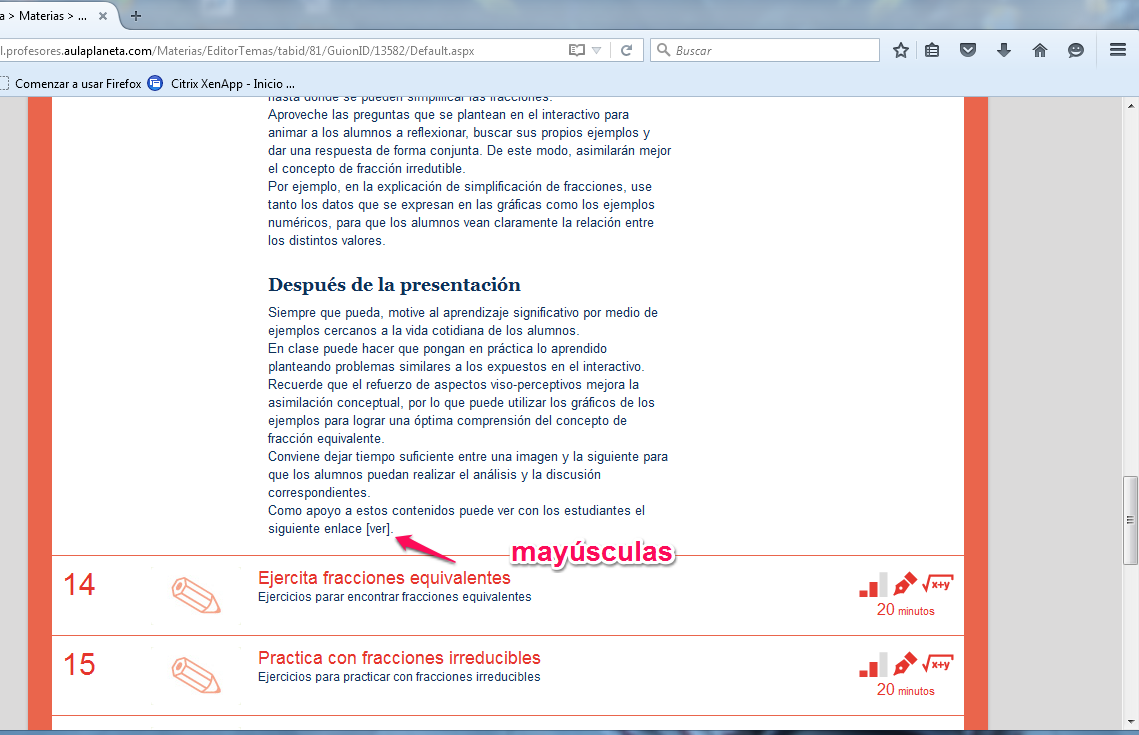 a > Materias > ...
l.profesores.aulaplaneta.com/Materias/EditorTemas/tabid/81/GuionID/13582/Default.aspx
Buscar
Comenzar a usar Firefox
Citrix XenApp - Inicio ...
hasta dónde se pueden simplificar las fracciones.
Aproveche las preguntas que se plantean en el interactivo para
animar a los alumnos a reflexionar, buscar sus propios ejemplos y
dar una respuesta de forma conjunta. De este modo, asimilarán mejor
el concepto de fracción irredutible.
Por ejemplo, en la explicación de simplificación de fracciones, use
tanto los datos que se expresan en las gráficas como los ejemplos
numéricos, para que los alumnos vean claramente la relación entre
los distintos valores.
Después de la presentación
Siempre que pueda, motive al aprendizaje significativo por medio de
ejemplos cercanos a la vida cotidiana de los alumnos.
En clase puede hacer que pongan en práctica lo aprendido
planteando problemas similares a los expuestos en el interactivo.
Recuerde que el refuerzo de aspectos viso-perceptivos mejora la
asimilación conceptual, por lo que puede utilizar los gráficos de los
ejemplos para lograr una óptima comprensión del concepto de
fracción equivalente.
Conviene dejar tiempo suficiente entre una imagen y la siguiente para
que los alumnos puedan realizar el análisis y la discusión
correspondientes.
Como apoyo a estos contenidos puede ver con los estudiantes el
siguiente enlace [ver].
mayúsculas
14
Ejercita fracciones equivalentes
Ejercicios parar encontrar fracciones equivalentes
√x+y
20 minutos
15
Practica con fracciones irreducibles
Ejercicios para practicar con fracciones irreducibles
√x+y
20 minutos